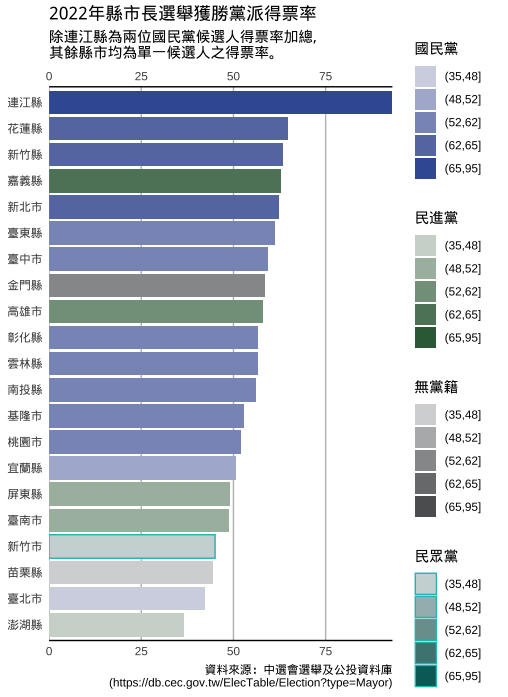 2022年縣市長選舉獲勝黨派得票率
除連江縣為兩位國民黨候選人得票率加總,
其餘縣市均為單一候選人之得票率。
0 25 50 75
連江縣
花蓮縣
新竹縣
嘉義縣
新北市
臺東縣
臺中市
金門縣
高雄市
彰化縣
雲林縣
南投縣
基隆市
桃園市
宜蘭縣
屏東縣
臺南市
新竹市
苗栗縣
臺北市
澎湖縣
0 25 50 75
國民黨
(35,48]
(48,52]
(52,62]
(62,65]
(65,95]
民進黨
(35,48]
(48,52]
(52,62]
(62,65]
(65,95]
無黨籍
(35,48]
(48,52]
(52,62]
(62,65]
(65,95]
民眾黨
(35,48]
(48,52]
(52,62]
(62,65]
(65,95]
資料來源：中選會選舉及公投資料庫
(https://db.cec.gov.tw/ElecTable/Election?type=Mayor)